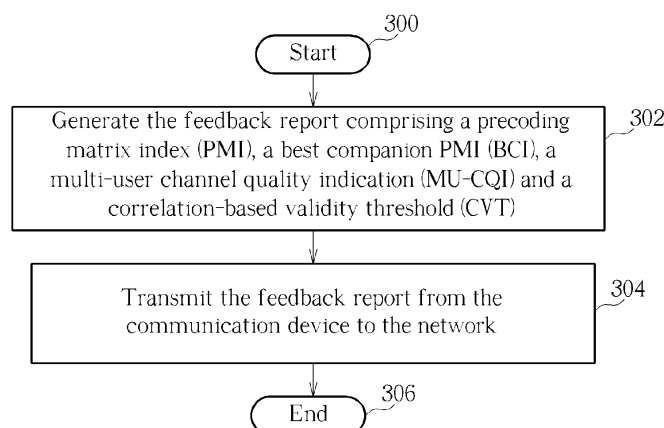 300
Start
Generate the feedback report comprising a precoding
matrix index (PMI), a best companion PMI (BCI), a
multi-user channel quality indication (MU-CQI) and a
correlation-based validity threshold (CVT)
302
Transmit the feedback report from the
communication device to the network
304
End
306